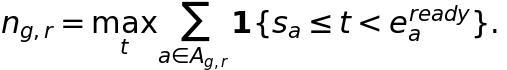 n_{g,r} = max_t ∑_{a∈A_{g,r}} 𝟏{s_a ≤ t < e_a^{ready}}.